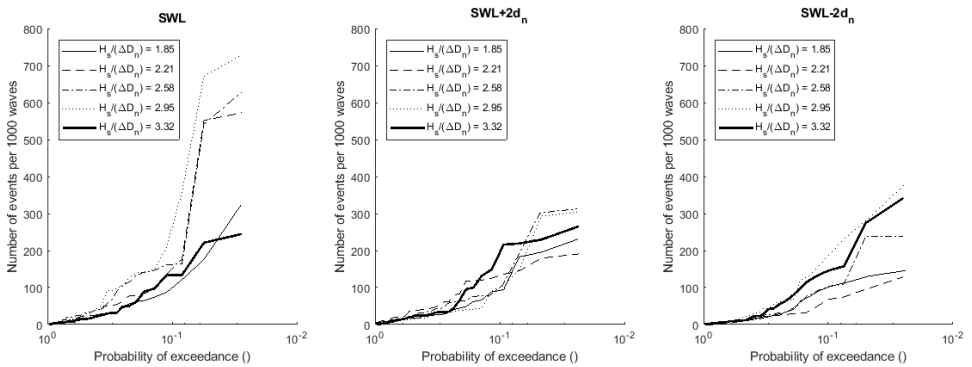 SWL
Number of events per 1000 waves
800
700
600
500
400
300
200
100
0
H_s/(ΔD_n) = 1.85
H_s/(ΔD_n) = 2.21
H_s/(ΔD_n) = 2.58
H_s/(ΔD_n) = 2.95
H_s/(ΔD_n) = 3.32
10^0
10^-1
10^-2
Probability of exceedance ()
SWL+2d_n
Number of events per 1000 waves
800
700
600
500
400
300
200
100
0
H_s/(ΔD_n) = 1.85
H_s/(ΔD_n) = 2.21
H_s/(ΔD_n) = 2.58
H_s/(ΔD_n) = 2.95
H_s/(ΔD_n) = 3.32
10^0
10^-1
10^-2
Probability of exceedance ()
SWL-2d_n
Number of events per 1000 waves
800
700
600
500
400
300
200
100
0
H_s/(ΔD_n) = 1.85
H_s/(ΔD_n) = 2.21
H_s/(ΔD_n) = 2.58
H_s/(ΔD_n) = 2.95
H_s/(ΔD_n) = 3.32
10^0
10^-1
10^-2
Probability of exceedance ()